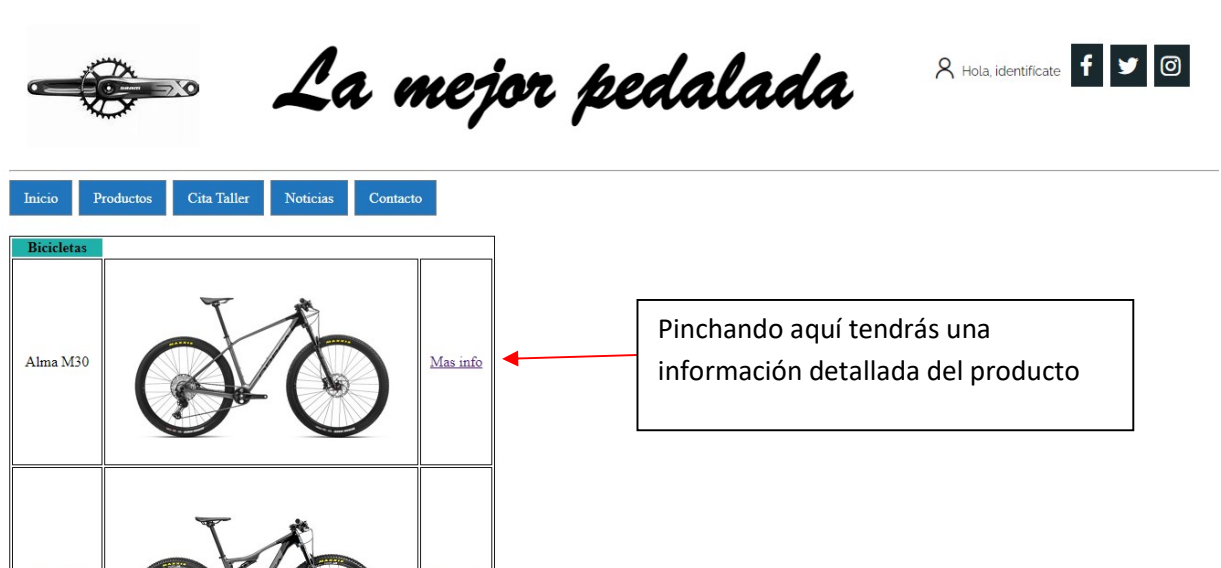 La mejor pedalada
Hola, identifícate
Inicio Productos Cita Taller Noticias Contacto
Bicicletas
Alma M30
Mas info
Pinchando aquí tendrás una
información detallada del producto